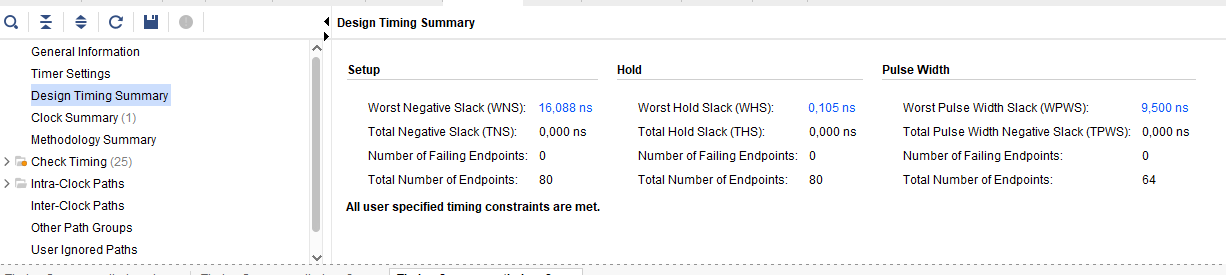 Design Timing Summary
General Information
Timer Settings
Design Timing Summary
Clock Summary (1)
Methodology Summary
Check Timing (25)
Intra-Clock Paths
Inter-Clock Paths
Other Path Groups
User Ignored Paths
Setup
Worst Negative Slack (WNS): 16,088 ns
Total Negative Slack (TNS): 0,000 ns
Number of Failing Endpoints: 0
Total Number of Endpoints: 80
Hold
Worst Hold Slack (WHS): 0,105 ns
Total Hold Slack (THS): 0,000 ns
Number of Failing Endpoints: 0
Total Number of Endpoints: 80
Pulse Width
Worst Pulse Width Slack (WPWS): 9,500 ns
Total Pulse Width Negative Slack (TPWS): 0,000 ns
Number of Failing Endpoints: 0
Total Number of Endpoints: 64
All user specified timing constraints are met.